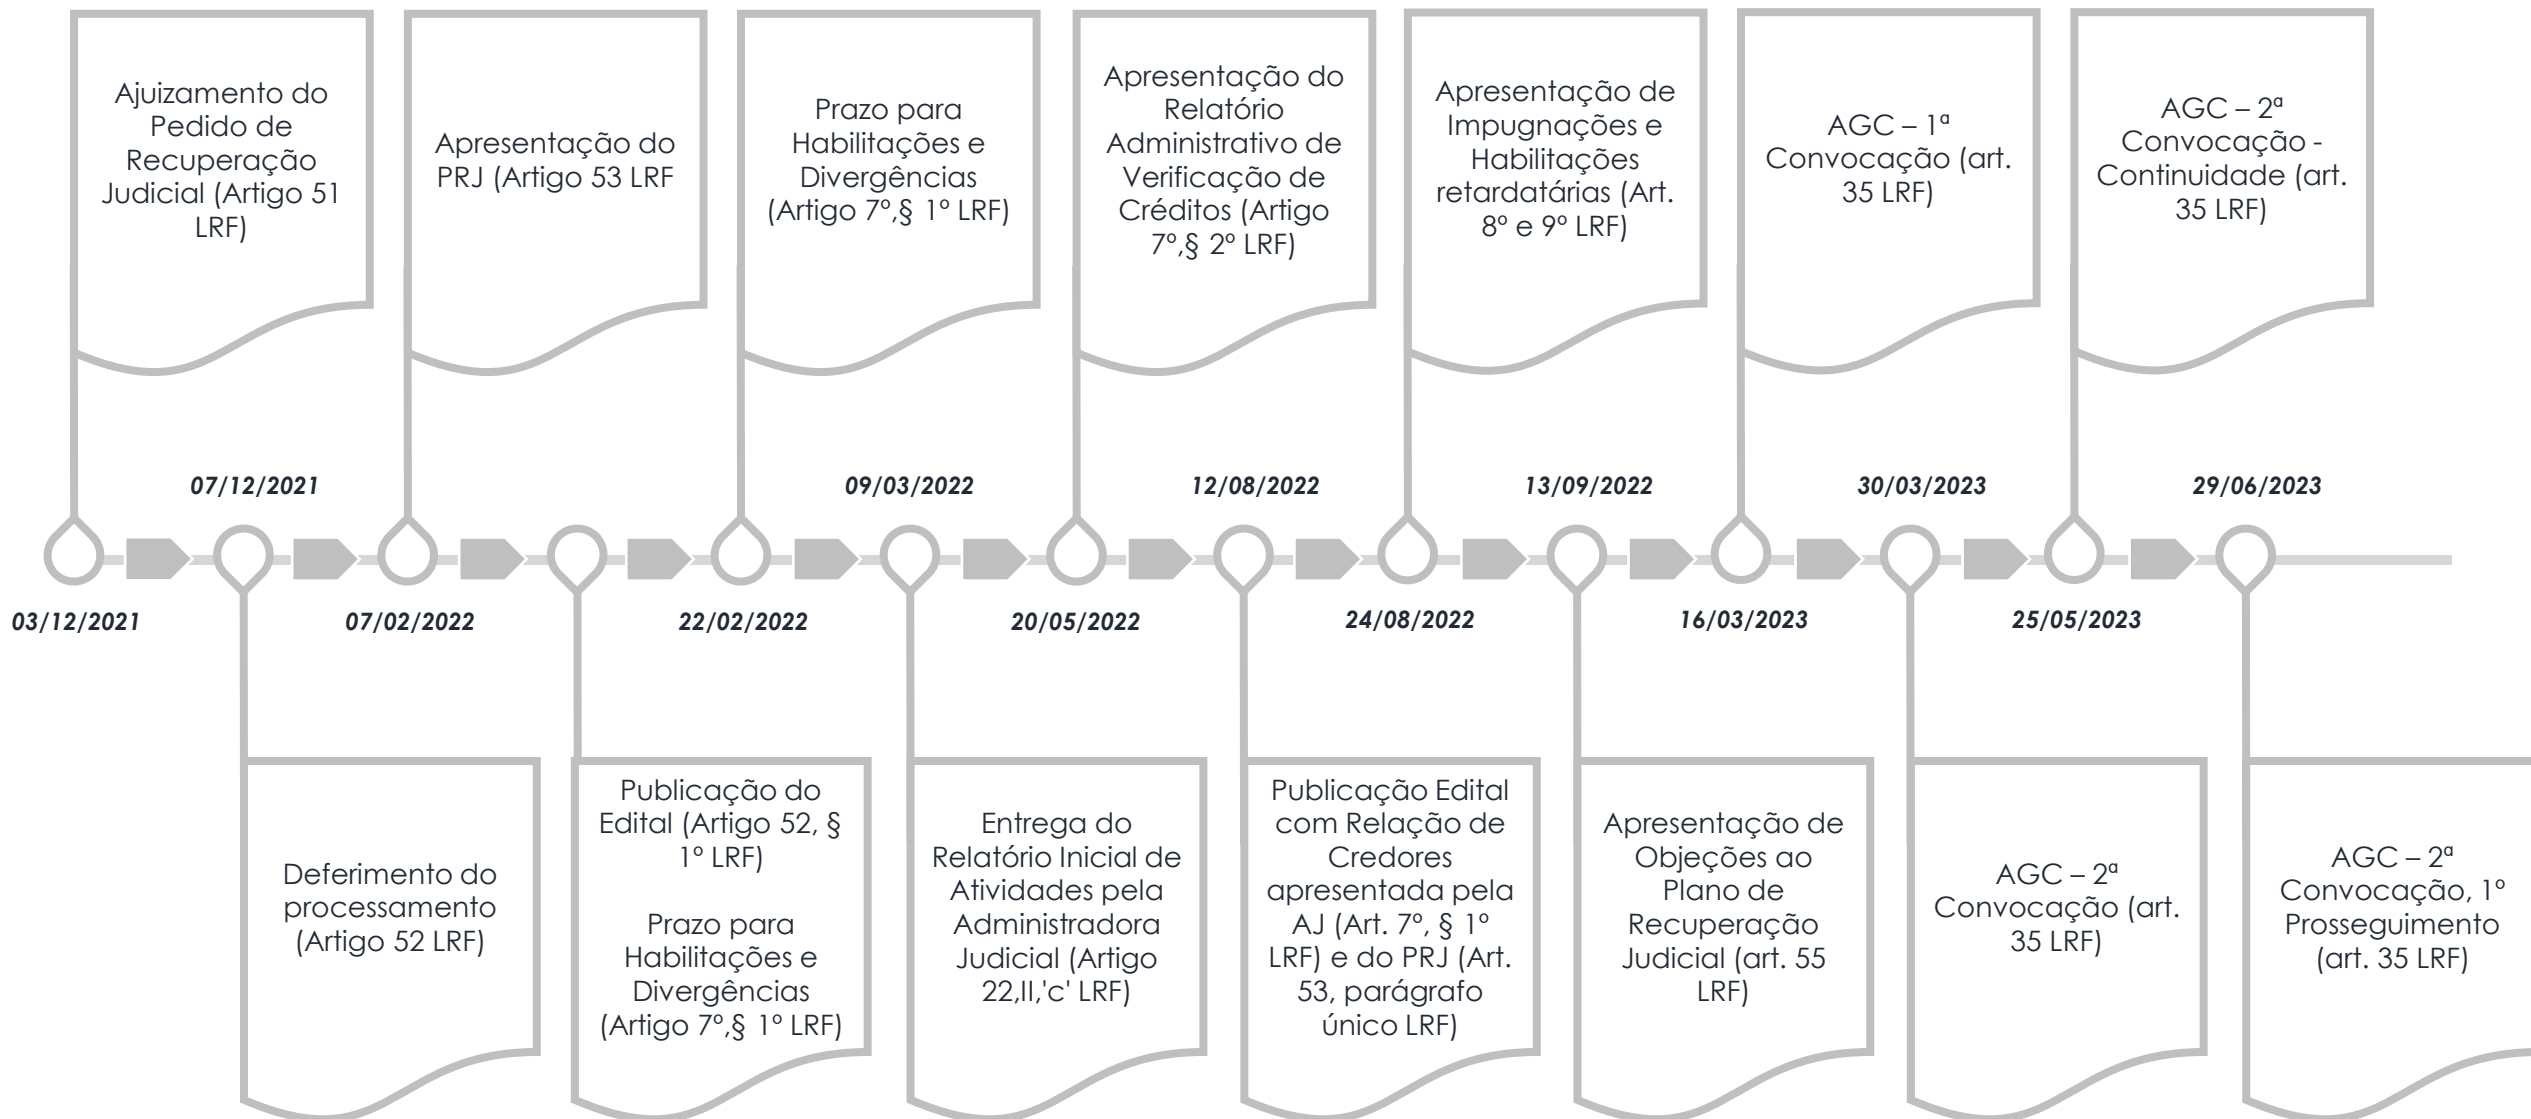 Ajuizamento do
Pedido de
Recuperação
Judicial (Artigo 51
LRF)
Apresentação do
PRJ (Artigo 53 LRF
Prazo para
Habilitações e
Divergências
(Artigo 7º,§ 1º LRF)
Apresentação do
Relatório
Administrativo de
Verificação de
Créditos (Artigo
7º,§ 2º LRF)
Apresentação de
Impugnações e
Habilitações
retardatárias (Art.
8º e 9º LRF)
AGC – 1ª
Convocação (art.
35 LRF)
AGC – 2ª
Convocação -
Continuidade (art.
35 LRF)
07/12/2021
09/03/2022
12/08/2022
13/09/2022
30/03/2023
29/06/2023
03/12/2021
07/02/2022
22/02/2022
20/05/2022
24/08/2022
16/03/2023
25/05/2023
Deferimento do
processamento
(Artigo 52 LRF)
Publicação do
Edital (Artigo 52, §
1º LRF)
Prazo para
Habilitações e
Divergências
(Artigo 7º,§ 1º LRF)
Entrega do
Relatório Inicial de
Atividades pela
Administradora
Judicial (Artigo
22,II,'c' LRF)
Publicação Edital
com Relação de
Credores
apresentada pela
AJ (Art. 7º, § 1º
LRF) e do PRJ (Art.
53, parágrafo
único LRF)
Apresentação de
Objeções ao
Plano de
Recuperação
Judicial (art. 55
LRF)
AGC – 2ª
Convocação (art.
35 LRF)
AGC – 2ª
Convocação, 1º
Prosseguimento
(art. 35 LRF)